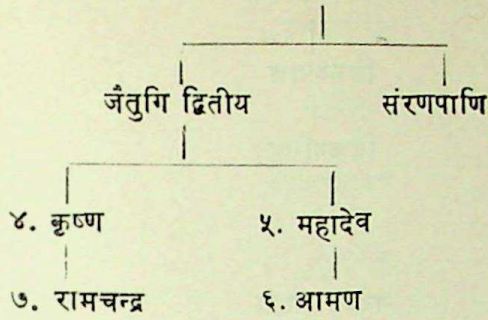 जैतुगि द्वितीय संरणपाणि
४. कृष्ण ५. महादेव
७. रामचन्द्र ६. आमण